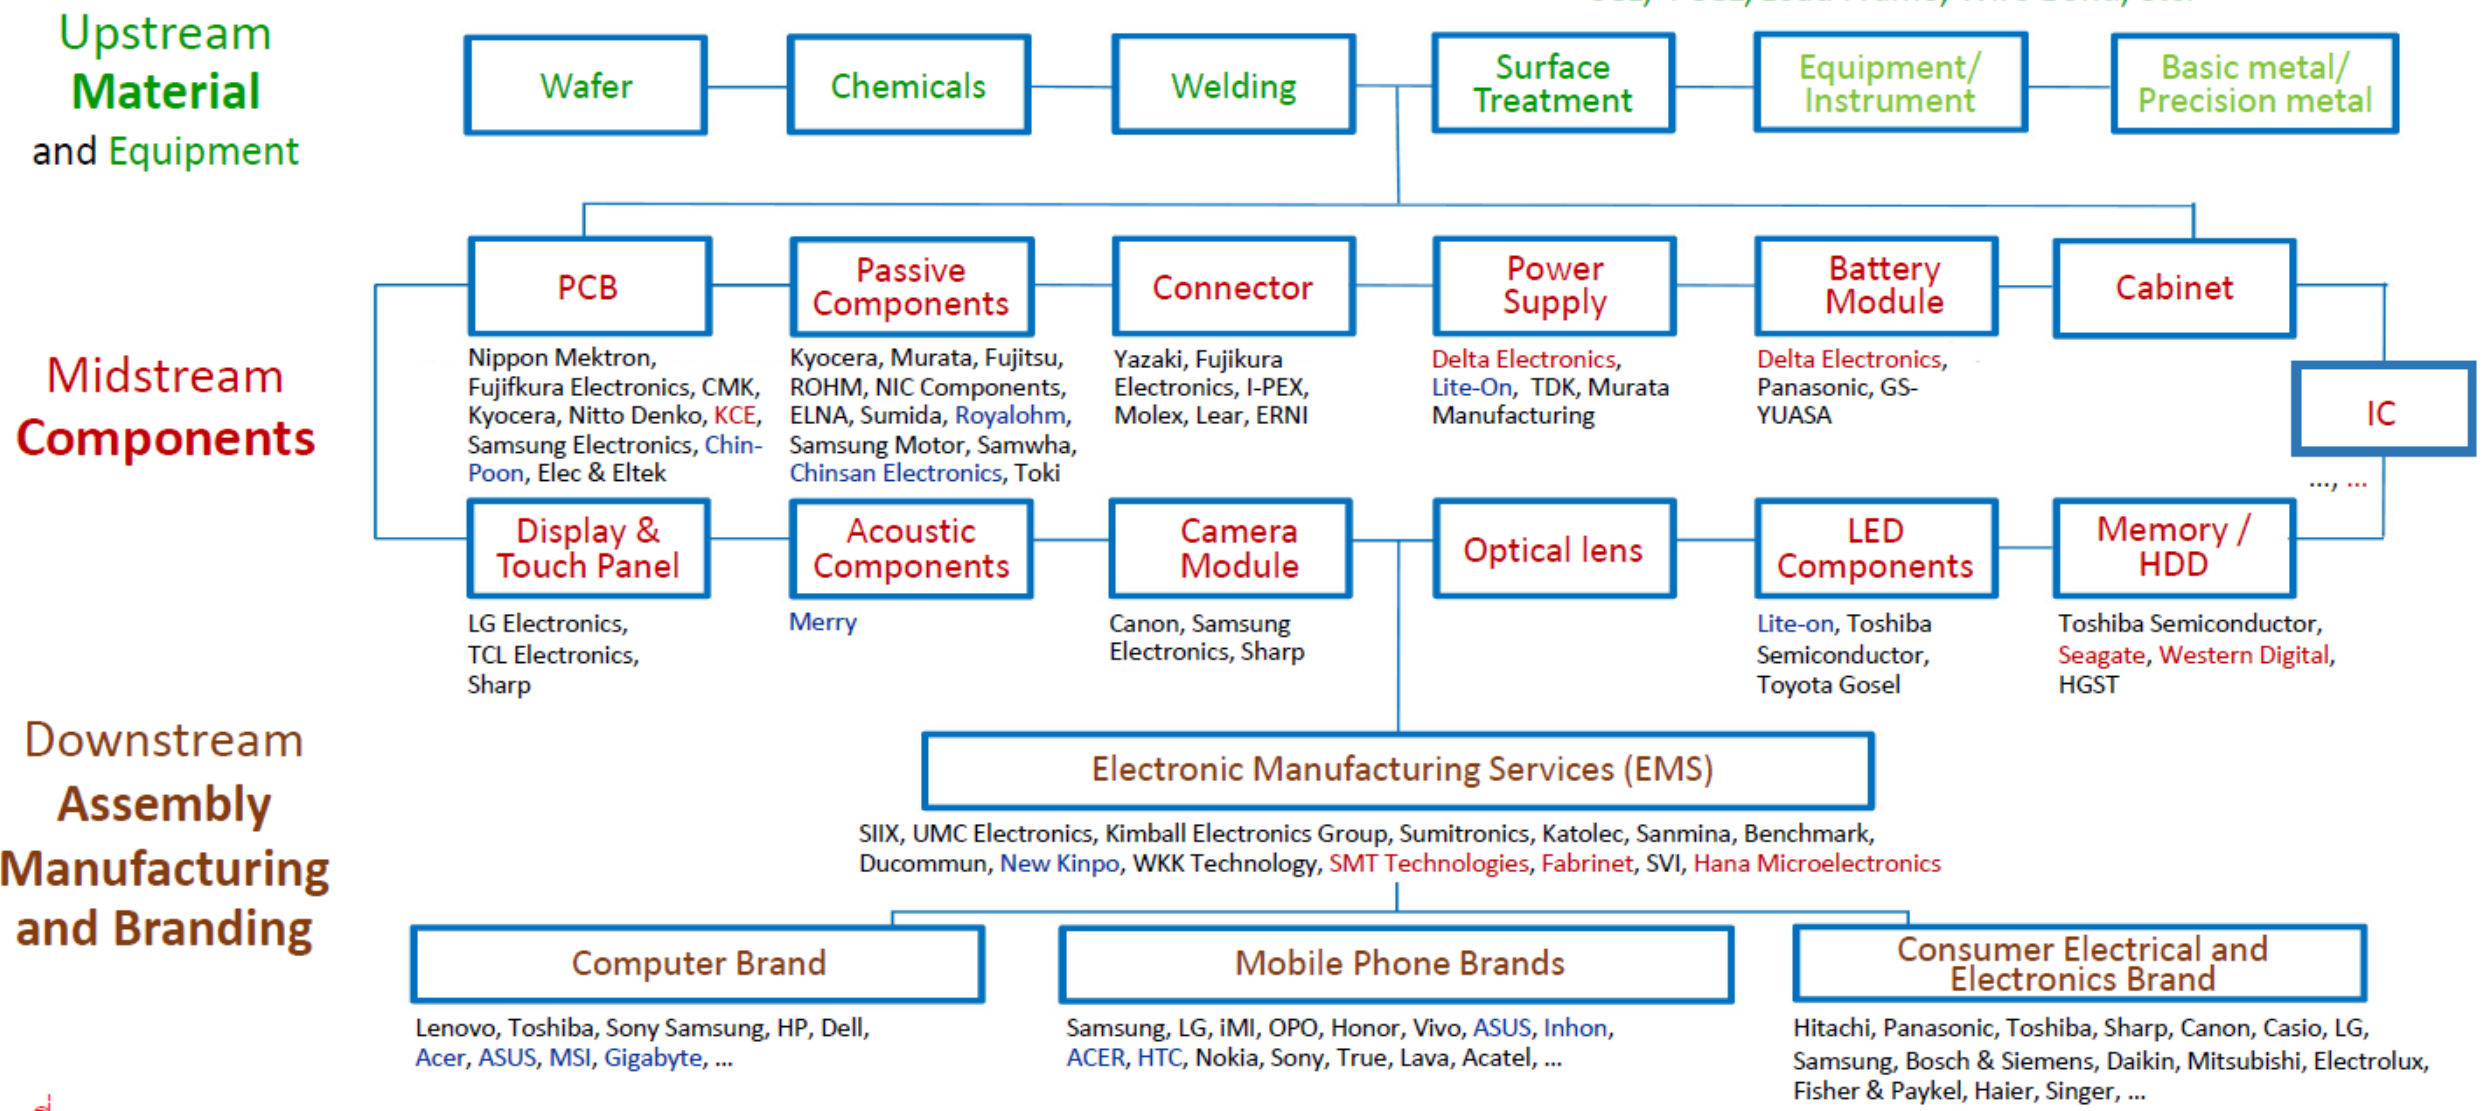 Upstream
Material
and Equipment
Wafer
Chemicals
Welding
Surface
Treatment
Equipment/
Instrument
Basic metal/
Precision metal
Midstream
Components
PCB
Nippon Mektron,
Fujifkura Electronics, CMK,
Kyocera, Nitto Denko, KCE,
Samsung Electronics, Chin-
Poon, Elec & Eltek
Passive
Components
Kyocera, Murata, Fujitsu,
ROHM, NIC Components,
ELNA, Sumida, Royalohm,
Samsung Motor, Samwha,
Chinsan Electronics, Toki
Connector
Yazaki, Fujikura
Electronics, I-PEX,
Molex, Lear, ERNI
Power
Supply
Delta Electronics,
Lite-On, TDK, Murata
Manufacturing
Battery
Module
Delta Electronics,
Panasonic, GS-
YUASA
Cabinet
IC
..., ...
Display &
Touch Panel
LG Electronics,
TCL Electronics,
Sharp
Acoustic
Components
Merry
Camera
Module
Canon, Samsung
Electronics, Sharp
Optical lens
LED
Components
Lite-on, Toshiba
Semiconductor,
Toyota Gosel
Memory /
HDD
Toshiba Semiconductor,
Seagate, Western Digital,
HGST
Downstream
Assembly
Manufacturing
and Branding
Electronic Manufacturing Services (EMS)
SIIX, UMC Electronics, Kimball Electronics Group, Sumitronics, Katolec, Sanmina, Benchmark,
Ducommun, New Kinpo, WKK Technology, SMT Technologies, Fabrinet, SVI, Hana Microelectronics
Computer Brand
Lenovo, Toshiba, Sony Samsung, HP, Dell,
Acer, ASUS, MSI, Gigabyte, ...
Mobile Phone Brands
Samsung, LG, iMI, OPO, Honor, Vivo, ASUS, Inhon,
ACER, HTC, Nokia, Sony, True, Lava, Acatel, ...
Consumer Electrical and
Electronics Brand
Hitachi, Panasonic, Toshiba, Sharp, Canon, Casio, LG,
Samsung, Bosch & Siemens, Daikin, Mitsubishi, Electrolux,
Fisher & Paykel, Haier, Singer, ...